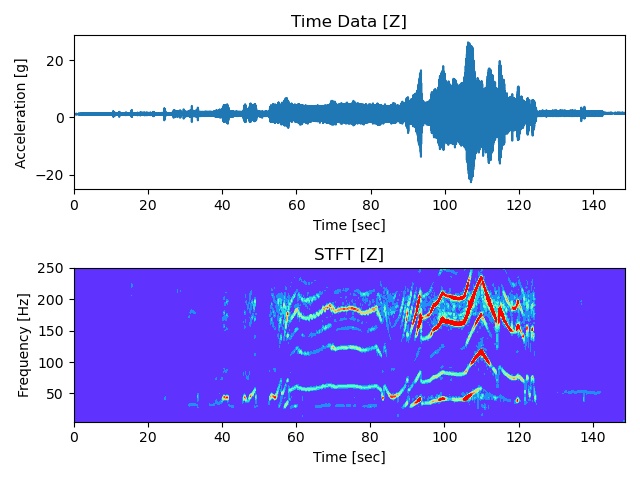 Time Data [Z]
Acceleration [g]
20
0
−20
0 20 40 60 80 100 120 140
Time [sec]
STFT [Z]
Frequency [Hz]
250
200
150
100
50
0 20 40 60 80 100 120 140
Time [sec]